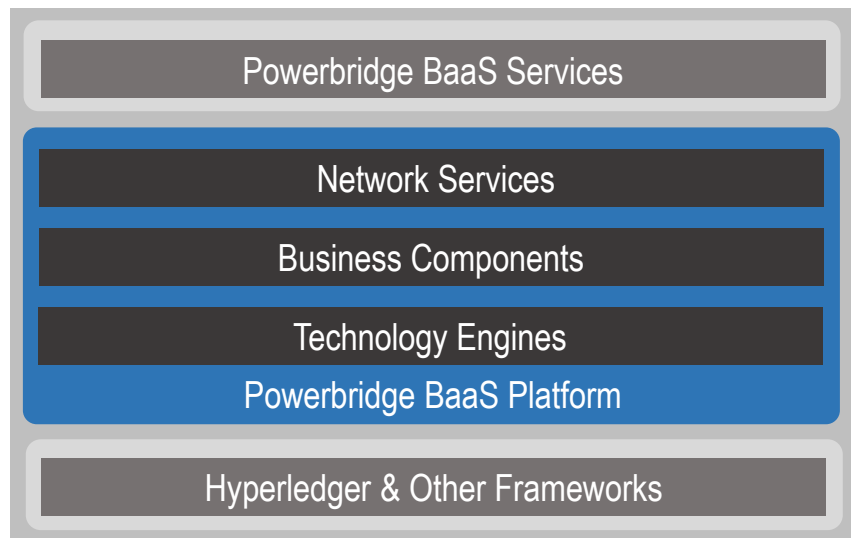 Powerbridge BaaS Services
Network Services
Business Components
Technology Engines
Powerbridge BaaS Platform
Hyperledger & Other Frameworks